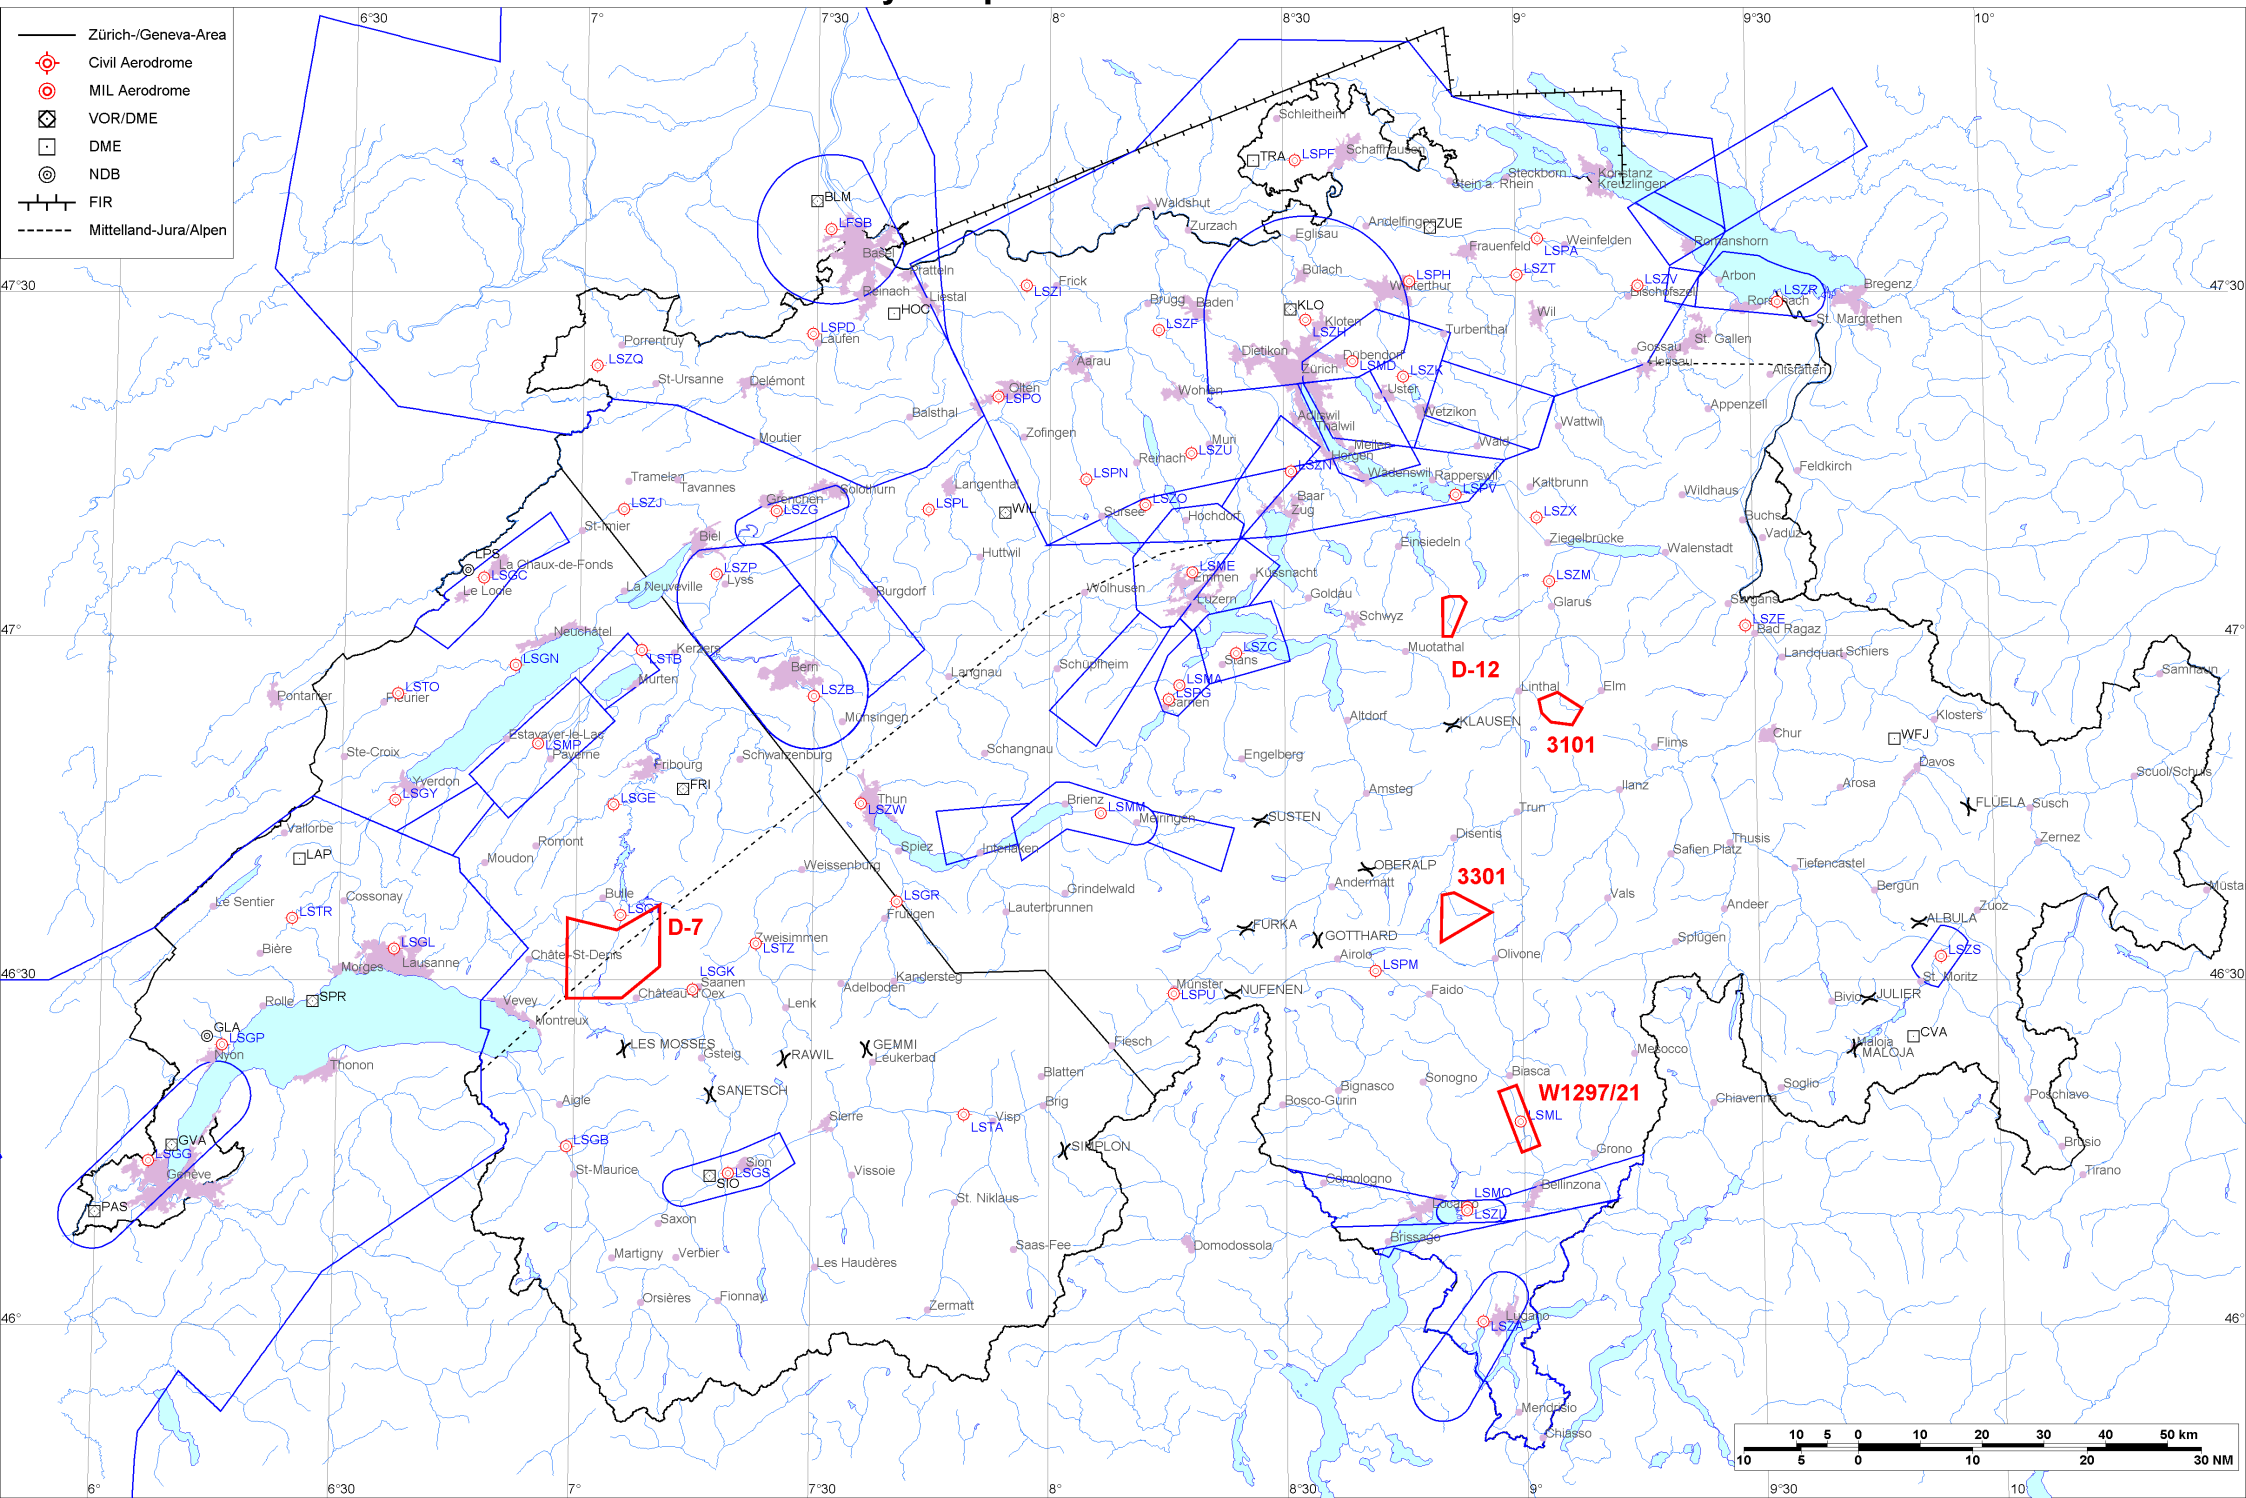 6°30
7°
7°30
8°
8°30
9°
9°30
10°
Zürich-/Geneva-Area
Civil Aerodrome
MIL Aerodrome
VOR/DME
DME
NDB
FIR
Mittelland-Jura/Alpen
Schleitheim
TRA
LSPF
Schaffhausen
Steckborn
Konstanz
Kreuzlingen
Stein a. Rhein
BLM
LFSB
Basel
Waldshut
Zurzach
Eglisau
Andelfingen
ZUE
Frauenfeld
LSPA
Weinfelden
Romanshorn
Pratteln
Reinach
Liestal
HOC
LSZI
Frick
Bülach
LSPH
Winterthur
LSZT
LSZV
Bischofszell
Arbon
LSZR
Rorschach
Bregenz
St. Margrethen
47°30
47°30
LSPD
Laufen
Porrentruy
LSZQ
St-Ursanne
Delémont
Brugg
Baden
LSZF
KLO
Kloten
LSZH
Wil
Turbenthal
Dietikon
Dübendorf
LSMD
Zürich
LSZK
Uster
Wetzikon
Gossau
Herisau
St. Gallen
Altstätten
Appenzell
Aarau
Olten
LSPO
Balsthal
Wohlen
Zofingen
Moutier
Muri
LSZU
Reinach
Adliswil
Thalwil
Meilen
Horgen
Wald
Wattwil
Tramelan
Tavannes
LSZJ
Grenchen
LSZG
Solothurn
Langenthal
LSPL
WIL
LSPN
LSZO
Sursee
Hochdorf
LSZN
Baar
Zug
Wädenswil
Rapperswil
LSPV
Kaltbrunn
LSZX
Wildhaus
Feldkirch
Buchs
Vaduz
St-Imier
Biel
LSZP
Lyss
Huttwil
Burgdorf
LPS
La Chaux-de-Fonds
LSGC
Le Locle
La Neuveville
Wolhusen
LSME
Emmen
Luzern
Küssnacht
Goldau
Schwyz
Einsiedeln
Ziegelbrücke
Walenstadt
LSZM
Glarus
Sargans
LSZE
Bad Ragaz
47°
47°
Neuchâtel
LSGN
LSTB
Kerzers
Murten
Bern
LSZB
Langnau
Schüpfheim
LSZC
Stans
LSMA
LSPG
Sarnen
Muotathal
D-12
Landquart
Schiers
Samnaun
Pontarlier
LSTO
Fleurier
Münsingen
Altdorf
KLAUSEN
Linthal
Elm
3101
Klosters
Chur
WFJ
Ste-Croix
Estavayer-le-Lac
LSMP
Payerne
Schwarzenburg
Schangnau
Engelberg
Flims
Davos
Yverdon
LSGY
Fribourg
FRI
LSGE
Thun
LSZW
Brienz
LSMM
Meiringen
SUSTEN
Amsteg
Trun
Ilanz
Arosa
FLÜELA
Susch
Scuol/Schuls
Vallorbe
LAP
Romont
Moudon
Weissenburg
Spiez
Interlaken
Disentis
Safien Platz
Thusis
Tiefencastel
Zernez
OBERALP
Andermatt
3301
Vals
Andeer
Bergün
Le Sentier
LSTR
Cossonay
Bulle
D-7
LSGR
Frutigen
Lauterbrunnen
Grindelwald
FURKA
GOTTHARD
Airolo
LSPM
Olivone
Splügen
ALBULA
Zuoz
LSZS
St. Moritz
Bière
LSGL
Lausanne
Morges
Châtel-St-Denis
Zweisimmen
LSTZ
46°30
46°30
Rolle
SPR
Vevey
Montreux
LSGK
Saanen
Château-d'Oex
Lenk
Adelboden
Kandersteg
Münster
LSPU
NUFENEN
Faido
Bivio
JULIER
CVA
Maloja
MALOJA
GLA
LSGP
Nyon
Thonon
LES MOSSES
Gsteig
RAWIL
GEMMI
Leukerbad
Fiesch
Mesocco
Blatten
SANETSCH
Aigle
Sierre
LSTA
Visp
Brig
Bignasco
Bosco-Gurin
Sonogno
Biasca
W1297/21
LSML
Chiavenna
Soglio
Poschiavo
GVA
LSGG
Genève
PAS
LSGB
St-Maurice
Sion
LSGS
SIO
Vissoie
SIMPLON
Grono
Brusio
Tirano
Comologno
LSMO
Locarno
LSZL
Bellinzona
Saxon
St. Niklaus
Brissago
Martigny
Verbier
Les Haudères
Saas-Fee
Domodossola
Orsières
Fionnay
Zermatt
46°
46°
Lugano
LSZA
Mendrisio
Chiasso
10 5 0 10 20 30 40 50 km
10 5 0 10 20 30 NM
6°
6°30
7°
7°30
8°
8°30
9°
9°30
10°